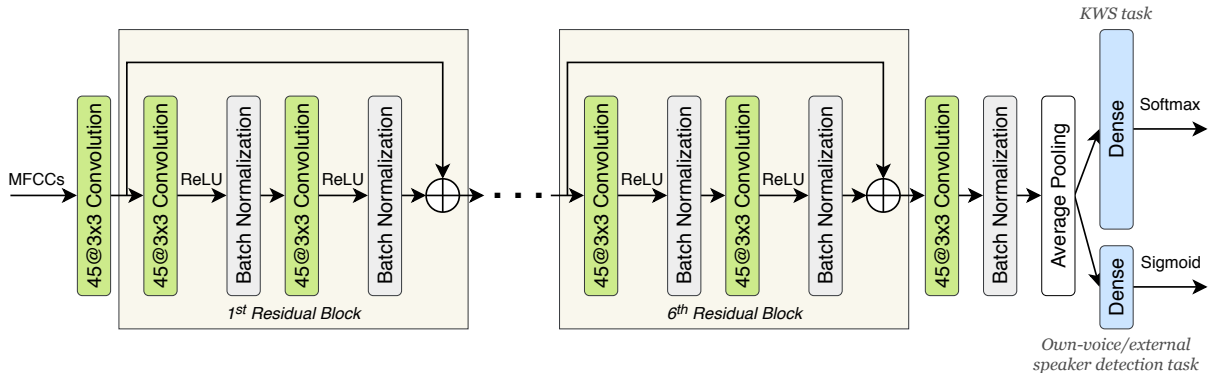 KWS task
MFCCs
45@3x3 Convolution
45@3x3 Convolution
ReLU
Batch Normalization
45@3x3 Convolution
ReLU
Batch Normalization
1st Residual Block
. . .
45@3x3 Convolution
ReLU
Batch Normalization
45@3x3 Convolution
ReLU
Batch Normalization
6th Residual Block
45@3x3 Convolution
Batch Normalization
Average Pooling
Dense
Softmax
Dense
Sigmoid
Own-voice/external
speaker detection task